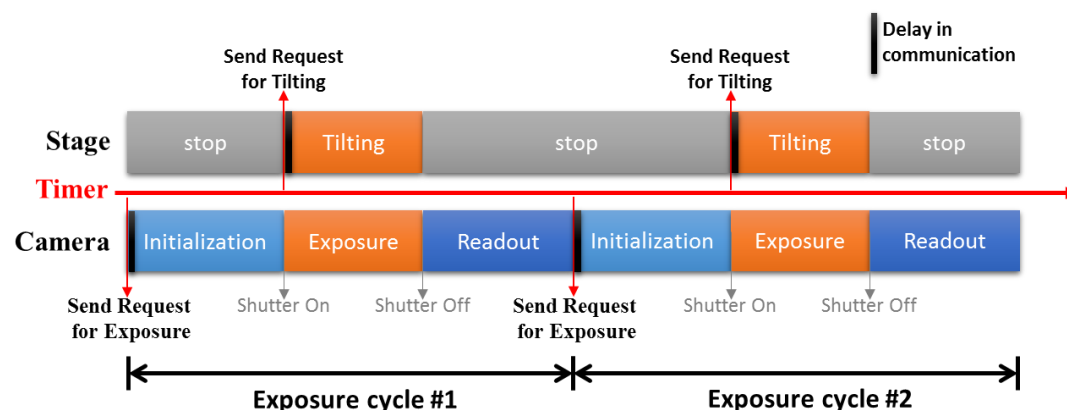 Delay in
communication
Send Request
for Tilting
Send Request
for Tilting
Stage
stop
Tilting
stop
Tilting
stop
Timer
Camera
Initialization
Exposure
Readout
Initialization
Exposure
Readout
Send Request
for Exposure
Shutter On
Shutter Off
Send Request
for Exposure
Shutter On
Shutter Off
Exposure cycle #1
Exposure cycle #2